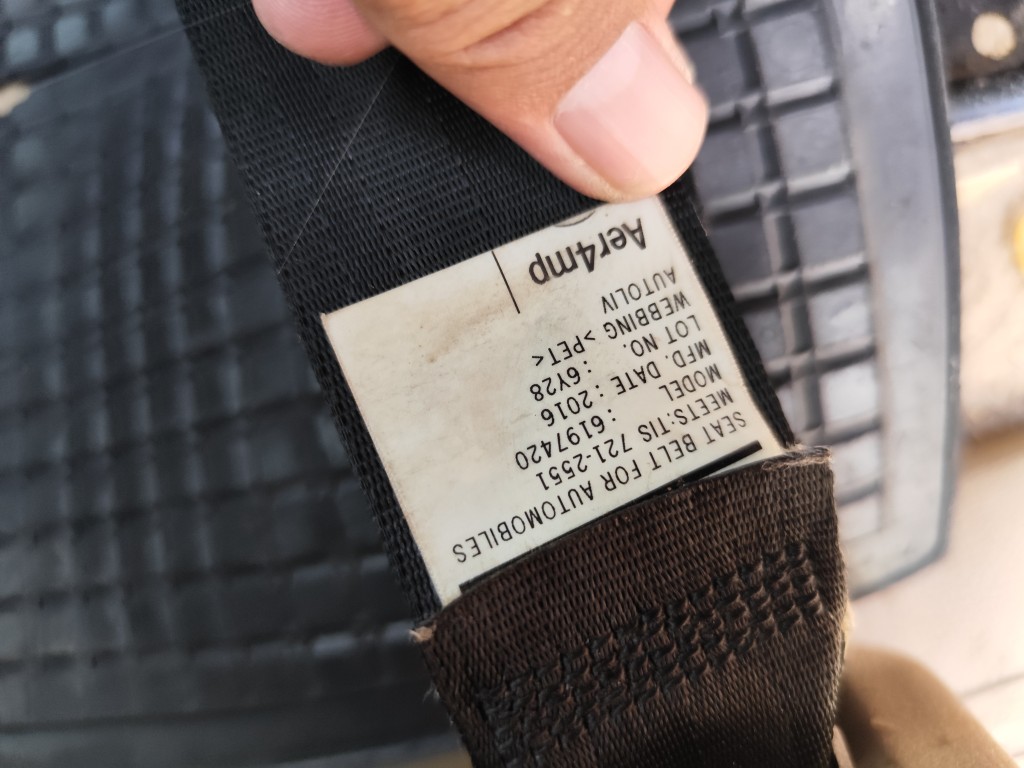 SEAT BELT FOR AUTOMOBILES
MEETS:TIS 721-2551
MODEL : 6197420
MFD. DATE : 2016
LOT NO. : 6Y28
WEBBING >PET<
AUTOLIV
Aer4mp